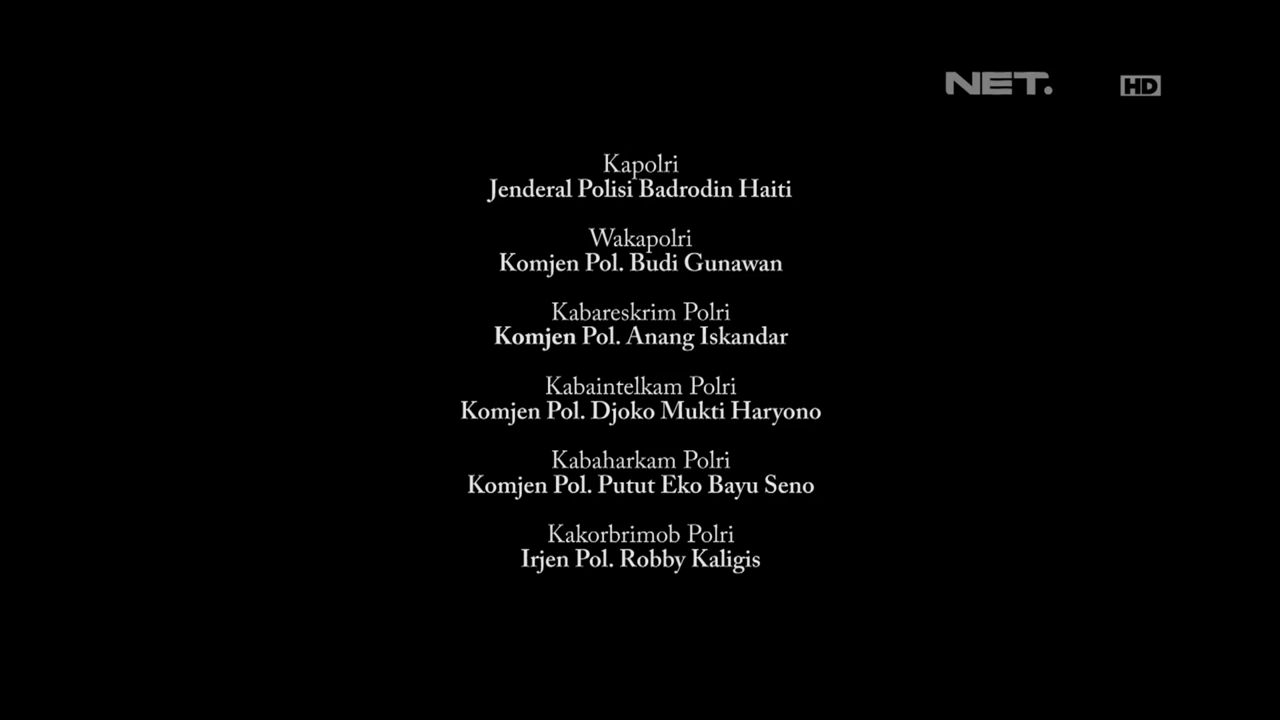 NET.
HD
Kapolri
Jenderal Polisi Badrodin Haiti
Wakapolri
Komjen Pol. Budi Gunawan
Kabareskrim Polri
Komjen Pol. Anang Iskandar
Kabaintelkam Polri
Komjen Pol. Djoko Mukti Haryono
Kabaharkam Polri
Komjen Pol. Putut Eko Bayu Seno
Kakorbrimob Polri
Irjen Pol. Robby Kaligis